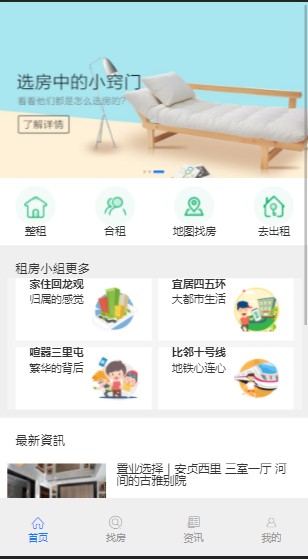 选房中的小窍门
看看他们都是怎么选房的?
了解详情
整租
合租
地图找房
去出租
租房小组更多
家住回龙观
归属的感觉
宜居四五环
大都市生活
喧嚣三里屯
繁华的背后
比邻十号线
地铁心连心
最新資訊
置业选择 | 安贞西里 三室一厅 河
间的古雅别院
首页
找房
资讯
我的